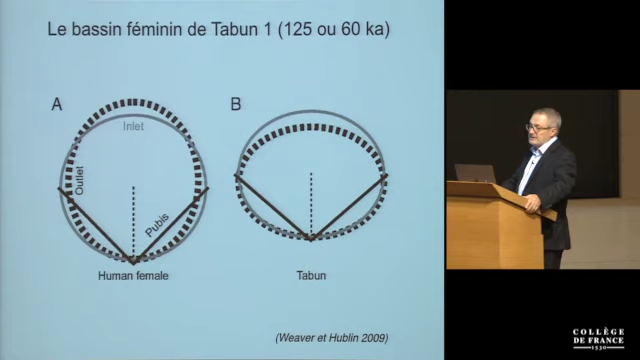 Le bassin féminin de Tabun 1 (125 ou 60 ka)
A
B
Inlet
Outlet
Pubis
Human female
Tabun
(Weaver et Hublin 2009)
COLLÈGE
DE FRANCE
1530